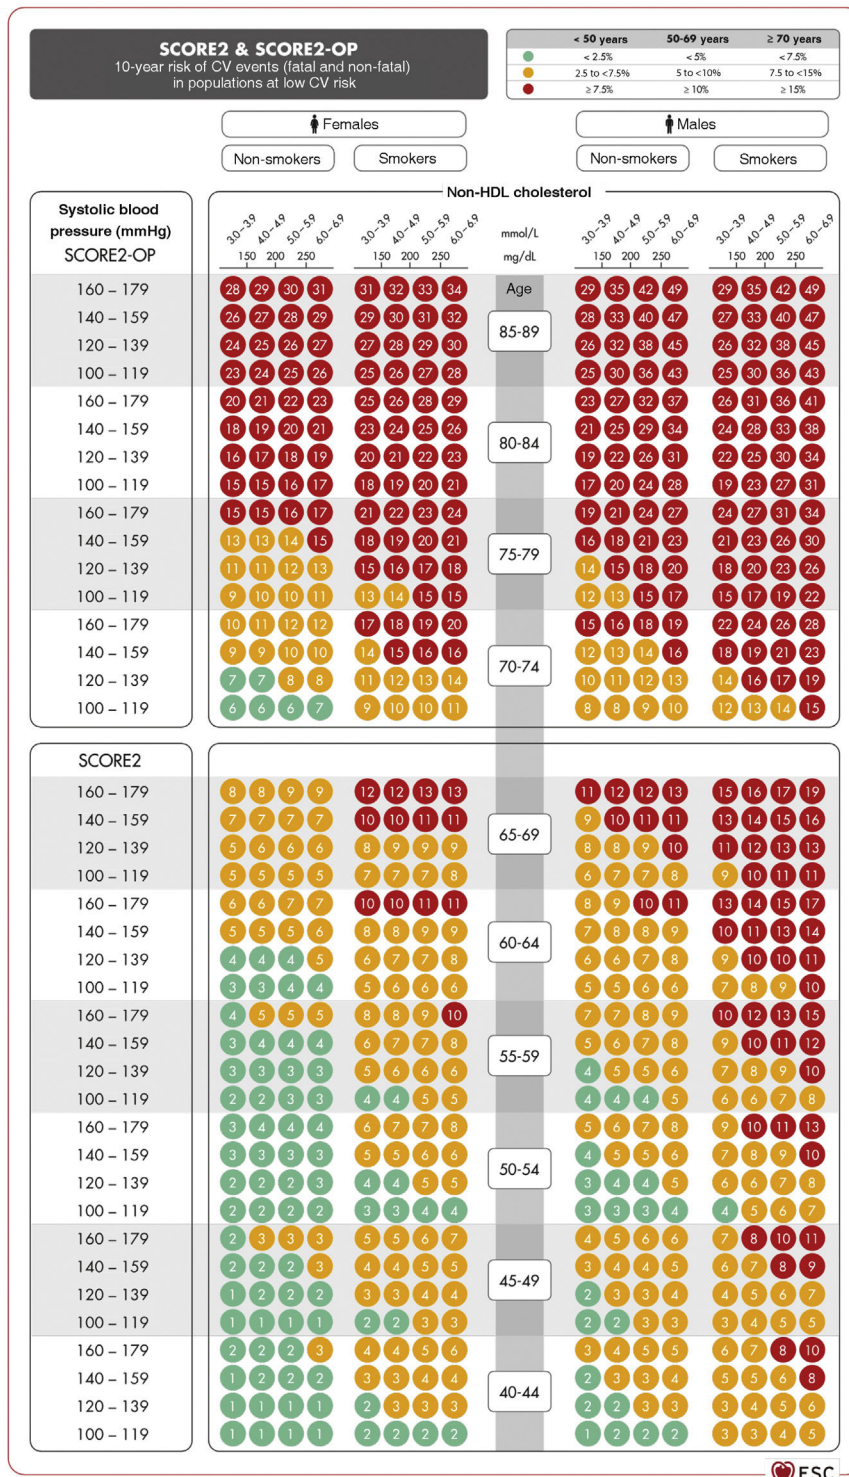 SCORE2 & SCORE2-OP
10-year risk of CV events (fatal and non-fatal)
in populations at low CV risk
< 50 years 50-69 years ≥ 70 years
< 2.5% < 5% < 7.5%
2.5 to <7.5% 5 to <10% 7.5 to <15%
≥ 7.5% ≥ 10% ≥ 15%
Females Males
Non-smokers Smokers Non-smokers Smokers
Non-HDL cholesterol
Systolic blood
pressure (mmHg)
SCORE2-OP
3.0–3.9 4.0–4.9 5.0–5.9 6.0–6.9 3.0–3.9 4.0–4.9 5.0–5.9 6.0–6.9 mmol/L 3.0–3.9 4.0–4.9 5.0–5.9 6.0–6.9 3.0–3.9 4.0–4.9 5.0–5.9 6.0–6.9
150 200 250 150 200 250 mg/dL 150 200 250 150 200 250
Age
160 – 179 28 29 30 31 31 32 33 34 29 35 42 49 29 35 42 49
140 – 159 26 27 28 29 29 30 31 32 28 33 40 47 27 33 40 47
85-89
120 – 139 24 25 26 27 27 28 29 30 26 32 38 45 26 32 38 45
100 – 119 23 24 25 26 25 26 27 28 25 30 36 43 25 30 36 43
160 – 179 20 21 22 23 25 26 28 29 23 27 32 37 26 31 36 41
140 – 159 18 19 20 21 23 24 25 26 21 25 29 34 24 28 33 38
80-84
120 – 139 16 17 18 19 20 21 22 23 19 22 26 31 22 25 30 34
100 – 119 15 15 16 17 18 19 20 21 17 20 24 28 19 23 27 31
160 – 179 15 15 16 17 21 22 23 24 19 21 24 27 24 27 31 34
140 – 159 13 13 14 15 18 19 20 21 16 18 21 23 21 23 26 30
75-79
120 – 139 11 11 12 13 15 16 17 18 14 15 18 20 18 20 23 26
100 – 119 9 10 10 11 13 14 15 15 12 13 15 17 15 17 19 22
160 – 179 10 11 12 12 17 18 19 20 15 16 18 19 22 24 26 28
140 – 159 9 9 10 10 14 15 16 16 12 13 14 16 18 19 21 23
70-74
120 – 139 7 7 8 8 11 12 13 14 10 11 12 13 14 16 17 19
100 – 119 6 6 6 7 9 10 10 11 8 8 9 10 12 13 14 15
SCORE2
160 – 179 8 8 9 9 12 12 13 13 11 12 12 13 15 16 17 19
140 – 159 7 7 7 7 10 10 11 11 9 10 11 11 13 14 15 16
65-69
120 – 139 5 6 6 6 8 9 9 9 8 8 9 10 11 12 13 13
100 – 119 5 5 5 5 7 7 7 8 6 7 7 8 9 10 11 11
160 – 179 6 6 7 7 10 10 11 11 8 9 10 11 13 14 15 17
140 – 159 5 5 5 6 8 8 9 9 7 8 8 9 10 11 13 14
60-64
120 – 139 4 4 4 5 6 7 7 8 6 6 7 8 9 10 10 11
100 – 119 3 3 4 4 5 6 6 6 5 5 6 6 7 8 9 10
160 – 179 4 5 5 5 8 8 9 10 7 7 8 9 10 12 13 15
140 – 159 3 4 4 4 6 7 7 8 5 6 7 8 9 10 11 12
55-59
120 – 139 3 3 3 3 5 6 6 6 4 5 5 6 7 8 9 10
100 – 119 2 2 3 3 4 4 5 5 4 4 4 5 6 6 7 8
160 – 179 3 4 4 4 6 7 7 8 5 6 7 8 9 10 11 13
140 – 159 3 3 3 3 5 5 6 6 4 5 5 6 7 8 9 10
50-54
120 – 139 2 2 2 3 4 4 5 5 3 4 4 5 6 6 7 8
100 – 119 2 2 2 2 3 3 4 4 3 3 3 4 4 5 6 7
160 – 179 2 3 3 3 5 5 6 7 4 5 6 6 7 8 10 11
140 – 159 2 2 2 3 4 4 5 5 3 4 4 5 6 7 8 9
45-49
120 – 139 1 2 2 2 3 3 4 4 2 3 3 4 4 5 6 7
100 – 119 1 1 1 1 2 2 3 3 2 2 3 3 3 4 5 5
160 – 179 2 2 2 3 4 4 5 6 3 4 5 5 6 7 8 10
140 – 159 1 2 2 2 3 3 4 4 2 3 3 4 5 5 6 8
40-44
120 – 139 1 1 1 1 2 3 3 3 2 2 3 3 3 4 5 6
100 – 119 1 1 1 1 2 2 2 2 1 2 2 2 3 3 4 5
ESC